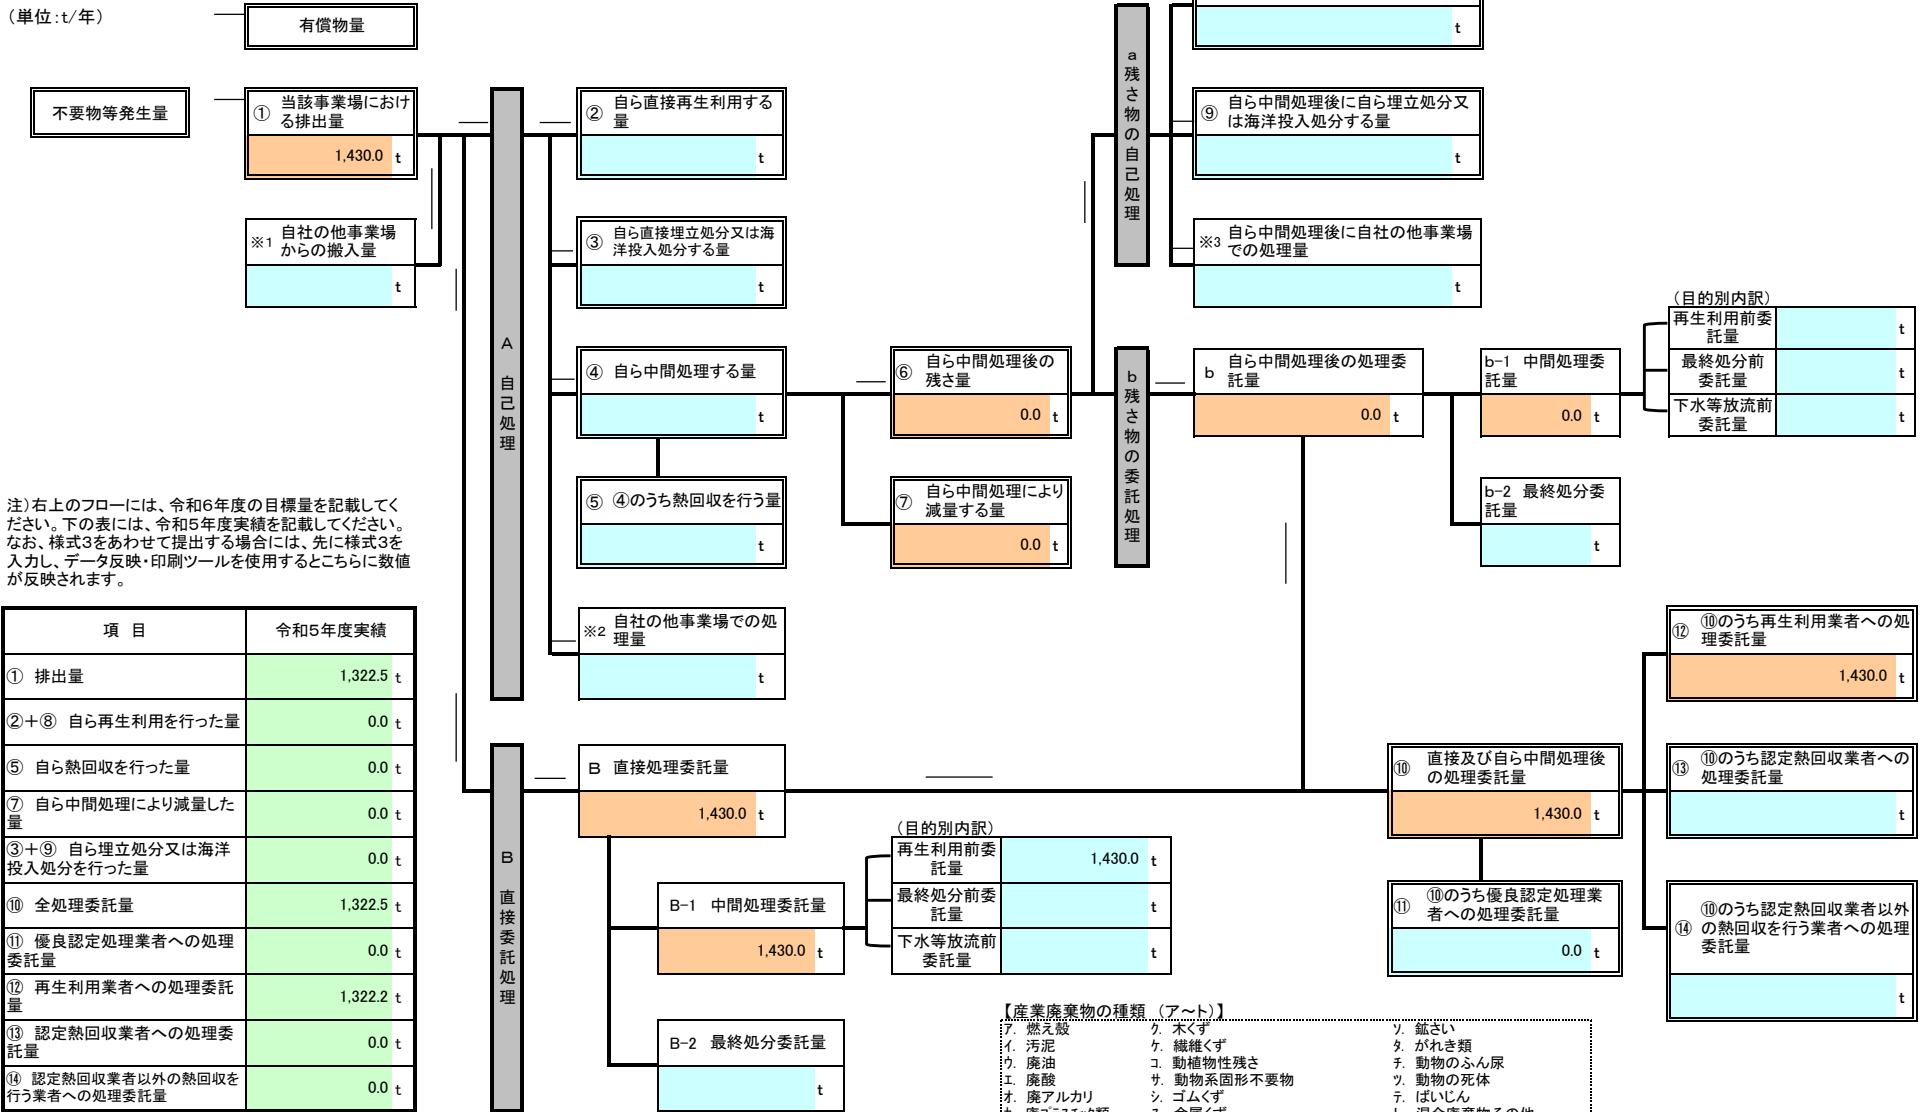 （単位:t/年）
有償物量
t
不要物等発生量
① 当該事業場におけ
る排出量
1,430.0 t
※1 自社の他事業場
からの搬入量
t
A 自己処理
② 自ら直接再生利用する
量
t
③ 自ら直接埋立処分又は海
洋投入処分する量
t
④ 自ら中間処理する量
t
⑤ ④のうち熱回収を行う量
t
※2 自社の他事業場での処
理量
t
⑥ 自ら中間処理後の
残さ量
0.0 t
⑦ 自ら中間処理により
減量する量
0.0 t
a 残さ物の自己処理
⑨ 自ら中間処理後に自ら埋立処分又
は海洋投入処分する量
t
※3 自ら中間処理後に自社の他事業場
での処理量
t
b 残さ物の委託処理
b 自ら中間処理後の処理委
託量
0.0 t
b-1 中間処理委
託量
0.0 t
（目的別内訳）
再生利用前委
託量
t
最終処分前
委託量
t
下水等放流前
委託量
t
b-2 最終処分委
託量
t
注）右上のフローには、令和6年度の目標量を記載してく
ださい。下の表には、令和5年度実績を記載してください。
なお、様式3をあわせて提出する場合には、先に様式3を
入力し、データ反映・印刷ツールを使用するとこちらに数値
が反映されます。
項 目 令和5年度実績
① 排出量 1,322.5 t
②＋⑧ 自ら再生利用を行った量 0.0 t
⑤ 自ら熱回収を行った量 0.0 t
⑦ 自ら中間処理により減量した
量 0.0 t
③＋⑨ 自ら埋立処分又は海洋
投入処分を行った量 0.0 t
⑩ 全処理委託量 1,322.5 t
⑪ 優良認定処理業者への処理
委託量 0.0 t
⑫ 再生利用業者への処理委託
量 1,322.2 t
⑬ 認定熱回収業者への処理委
託量 0.0 t
⑭ 認定熱回収業者以外の熱回収を
行う業者への処理委託量 0.0 t
B 直接委託処理
B 直接処理委託量
1,430.0 t
B-1 中間処理委託量
1,430.0 t
（目的別内訳）
再生利用前委
託量
1,430.0 t
最終処分前委
託量
t
下水等放流前
委託量
t
B-2 最終処分委託量
t
⑩ 直接及び自ら中間処理後
の処理委託量
1,430.0 t
⑪ ⑩のうち優良認定処理業
者への処理委託量
0.0 t
⑫ ⑩のうち再生利用業者への処
理委託量
1,430.0 t
⑬ ⑩のうち認定熱回収業者への
処理委託量
t
⑭ ⑩のうち認定熱回収業者以外
の熱回収を行う業者への処理
委託量
t
【産業廃棄物の種類 （ア～ト）】
ア. 燃え殻 ク. 木くず ソ. 鉱さい
イ. 汚泥 ケ. 繊維くず タ. がれき類
ウ. 廃油 コ. 動植物性残さ チ. 動物のふん尿
エ. 廃酸 サ. 動物系固形不要物 ツ. 動物の死体
オ. 廃アルカリ シ. ゴムくず テ. ばいじん